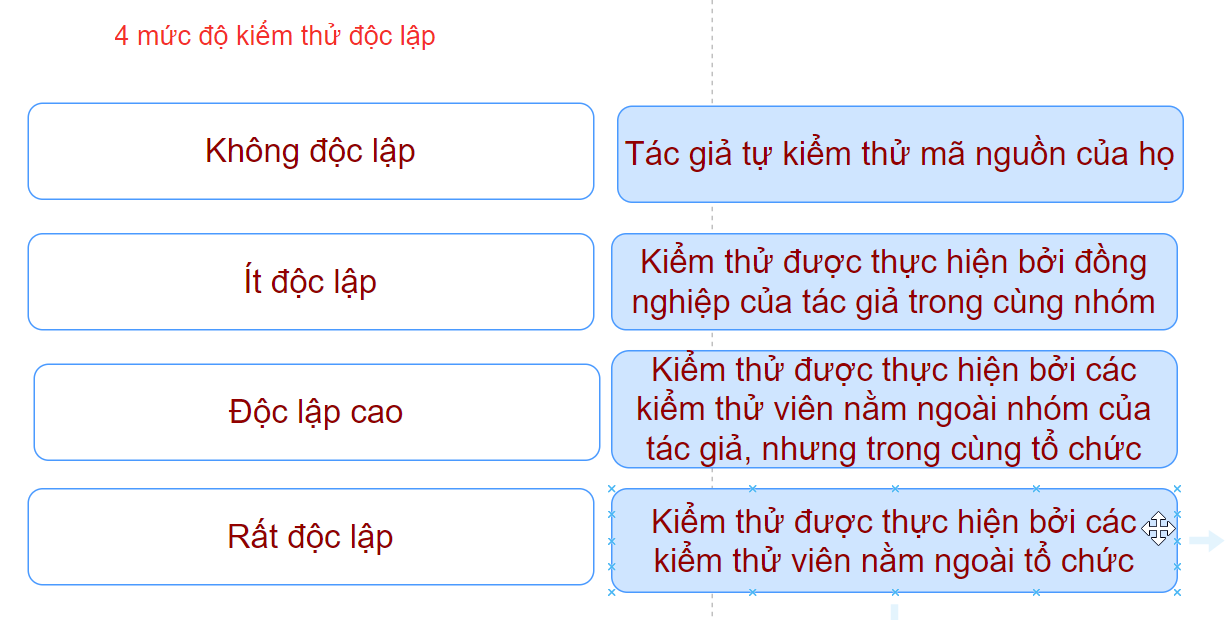 4 mức độ kiểm thử độc lập
Không độc lập
Tác giả tự kiểm thử mã nguồn của họ
Ít độc lập
Kiểm thử được thực hiện bởi đồng
nghiệp của tác giả trong cùng nhóm
Độc lập cao
Kiểm thử được thực hiện bởi các
kiểm thử viên nằm ngoài nhóm của
tác giả, nhưng trong cùng tổ chức
Rất độc lập
Kiểm thử được thực hiện bởi các
kiểm thử viên nằm ngoài tổ chức